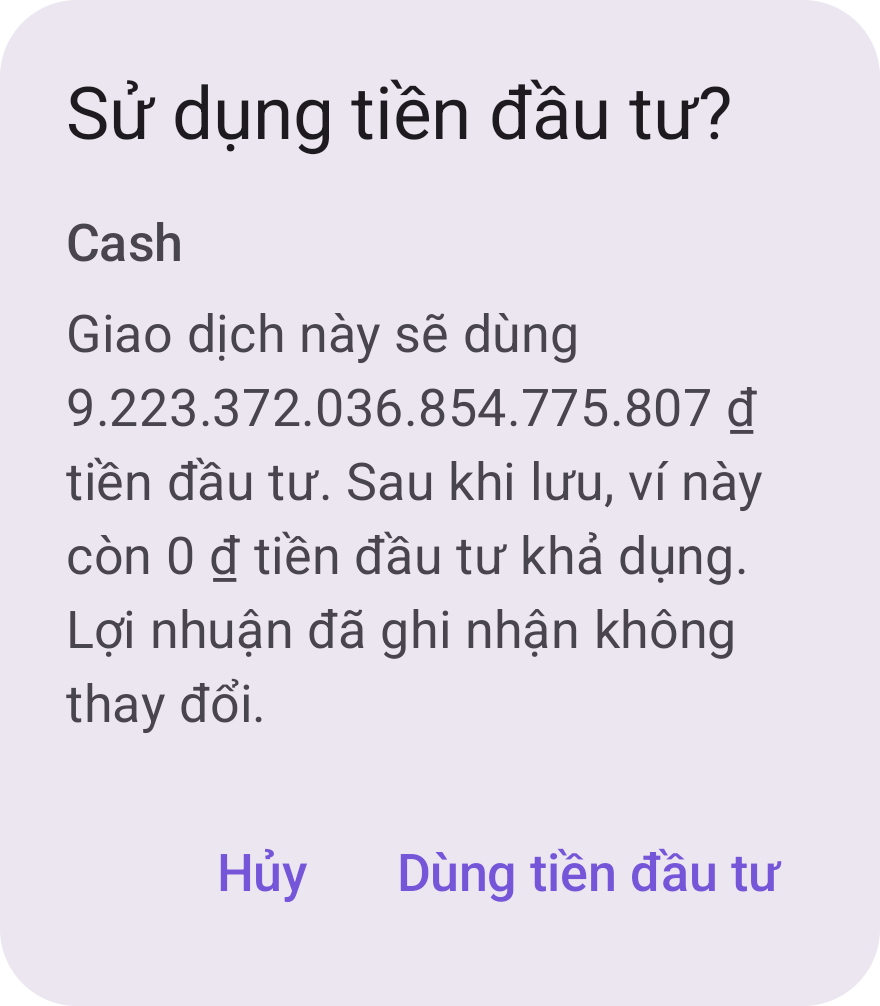 Sử dụng tiền đầu tư?
Cash
Giao dịch này sẽ dùng
9.223.372.036.854.775.807 ₫
tiền đầu tư. Sau khi lưu, ví này
còn 0 ₫ tiền đầu tư khả dụng.
Lợi nhuận đã ghi nhận không
thay đổi.
Hủy Dùng tiền đầu tư